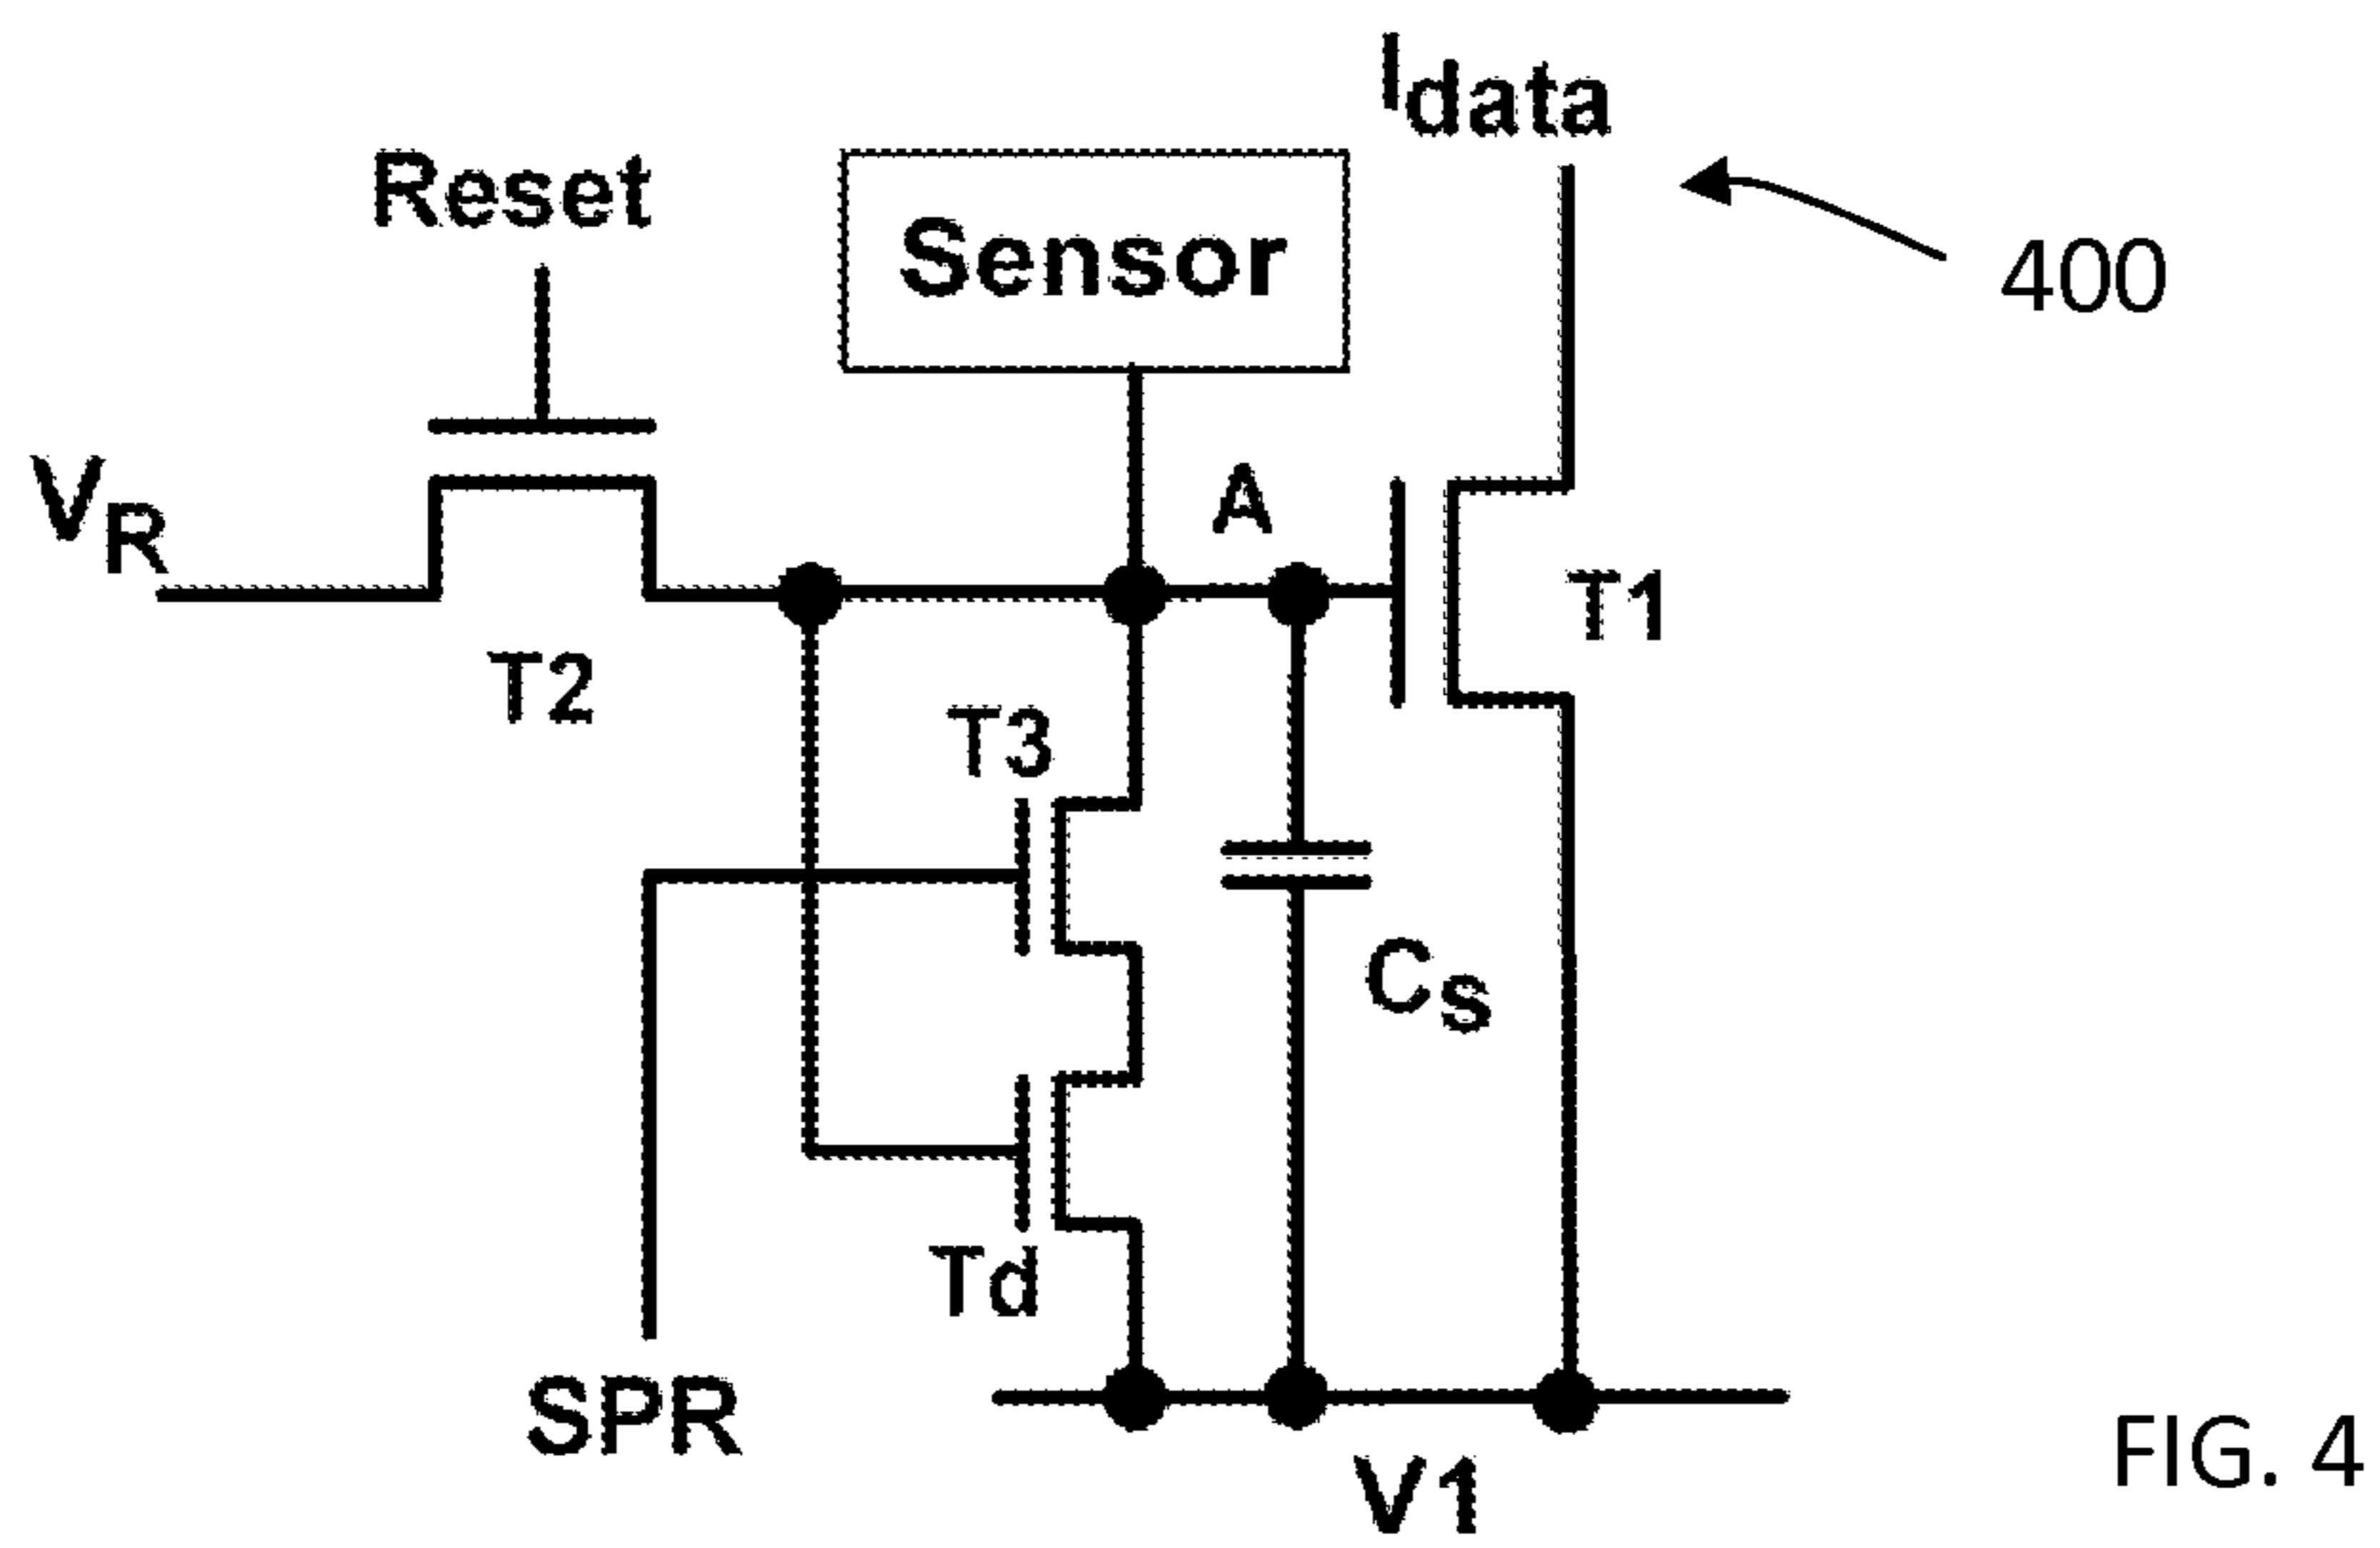 Idata
Reset
Sensor
400
VR
A
T1
T2
T3
Cs
Td
SPR
V1
FIG. 4